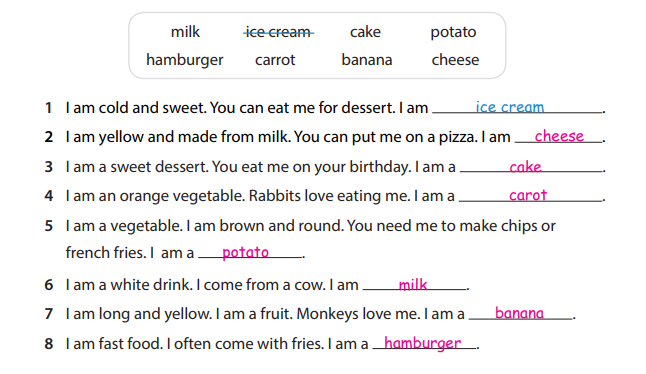 milk ice cream cake potato
hamburger carrot banana cheese
1 I am cold and sweet. You can eat me for dessert. I am ice cream.
2 I am yellow and made from milk. You can put me on a pizza. I am cheese.
3 I am a sweet dessert. You eat me on your birthday. I am a cake.
4 I am an orange vegetable. Rabbits love eating me. I am a carot.
5 I am a vegetable. I am brown and round. You need me to make chips or
french fries. I am a potato.
6 I am a white drink. I come from a cow. I am milk.
7 I am long and yellow. I am a fruit. Monkeys love me. I am a banana.
8 I am fast food. I often come with fries. I am a hamburger.